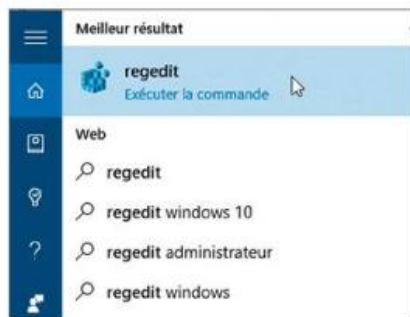 Meilleur résultat
regedit
Exécuter la commande
Web
regedit
regedit windows 10
regedit administrateur
regedit windows